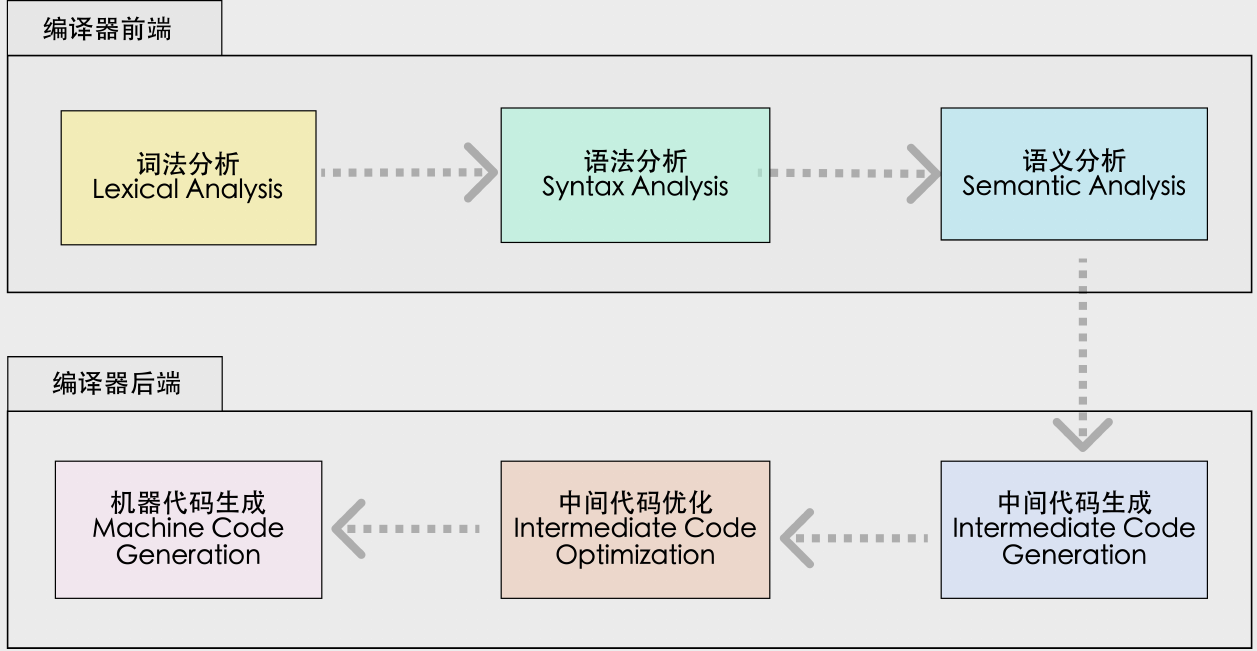 编译器前端
词法分析
Lexical Analysis
语法分析
Syntax Analysis
语义分析
Semantic Analysis
编译器后端
机器代码生成
Machine Code
Generation
中间代码优化
Intermediate Code
Optimization
中间代码生成
Intermediate Code
Generation